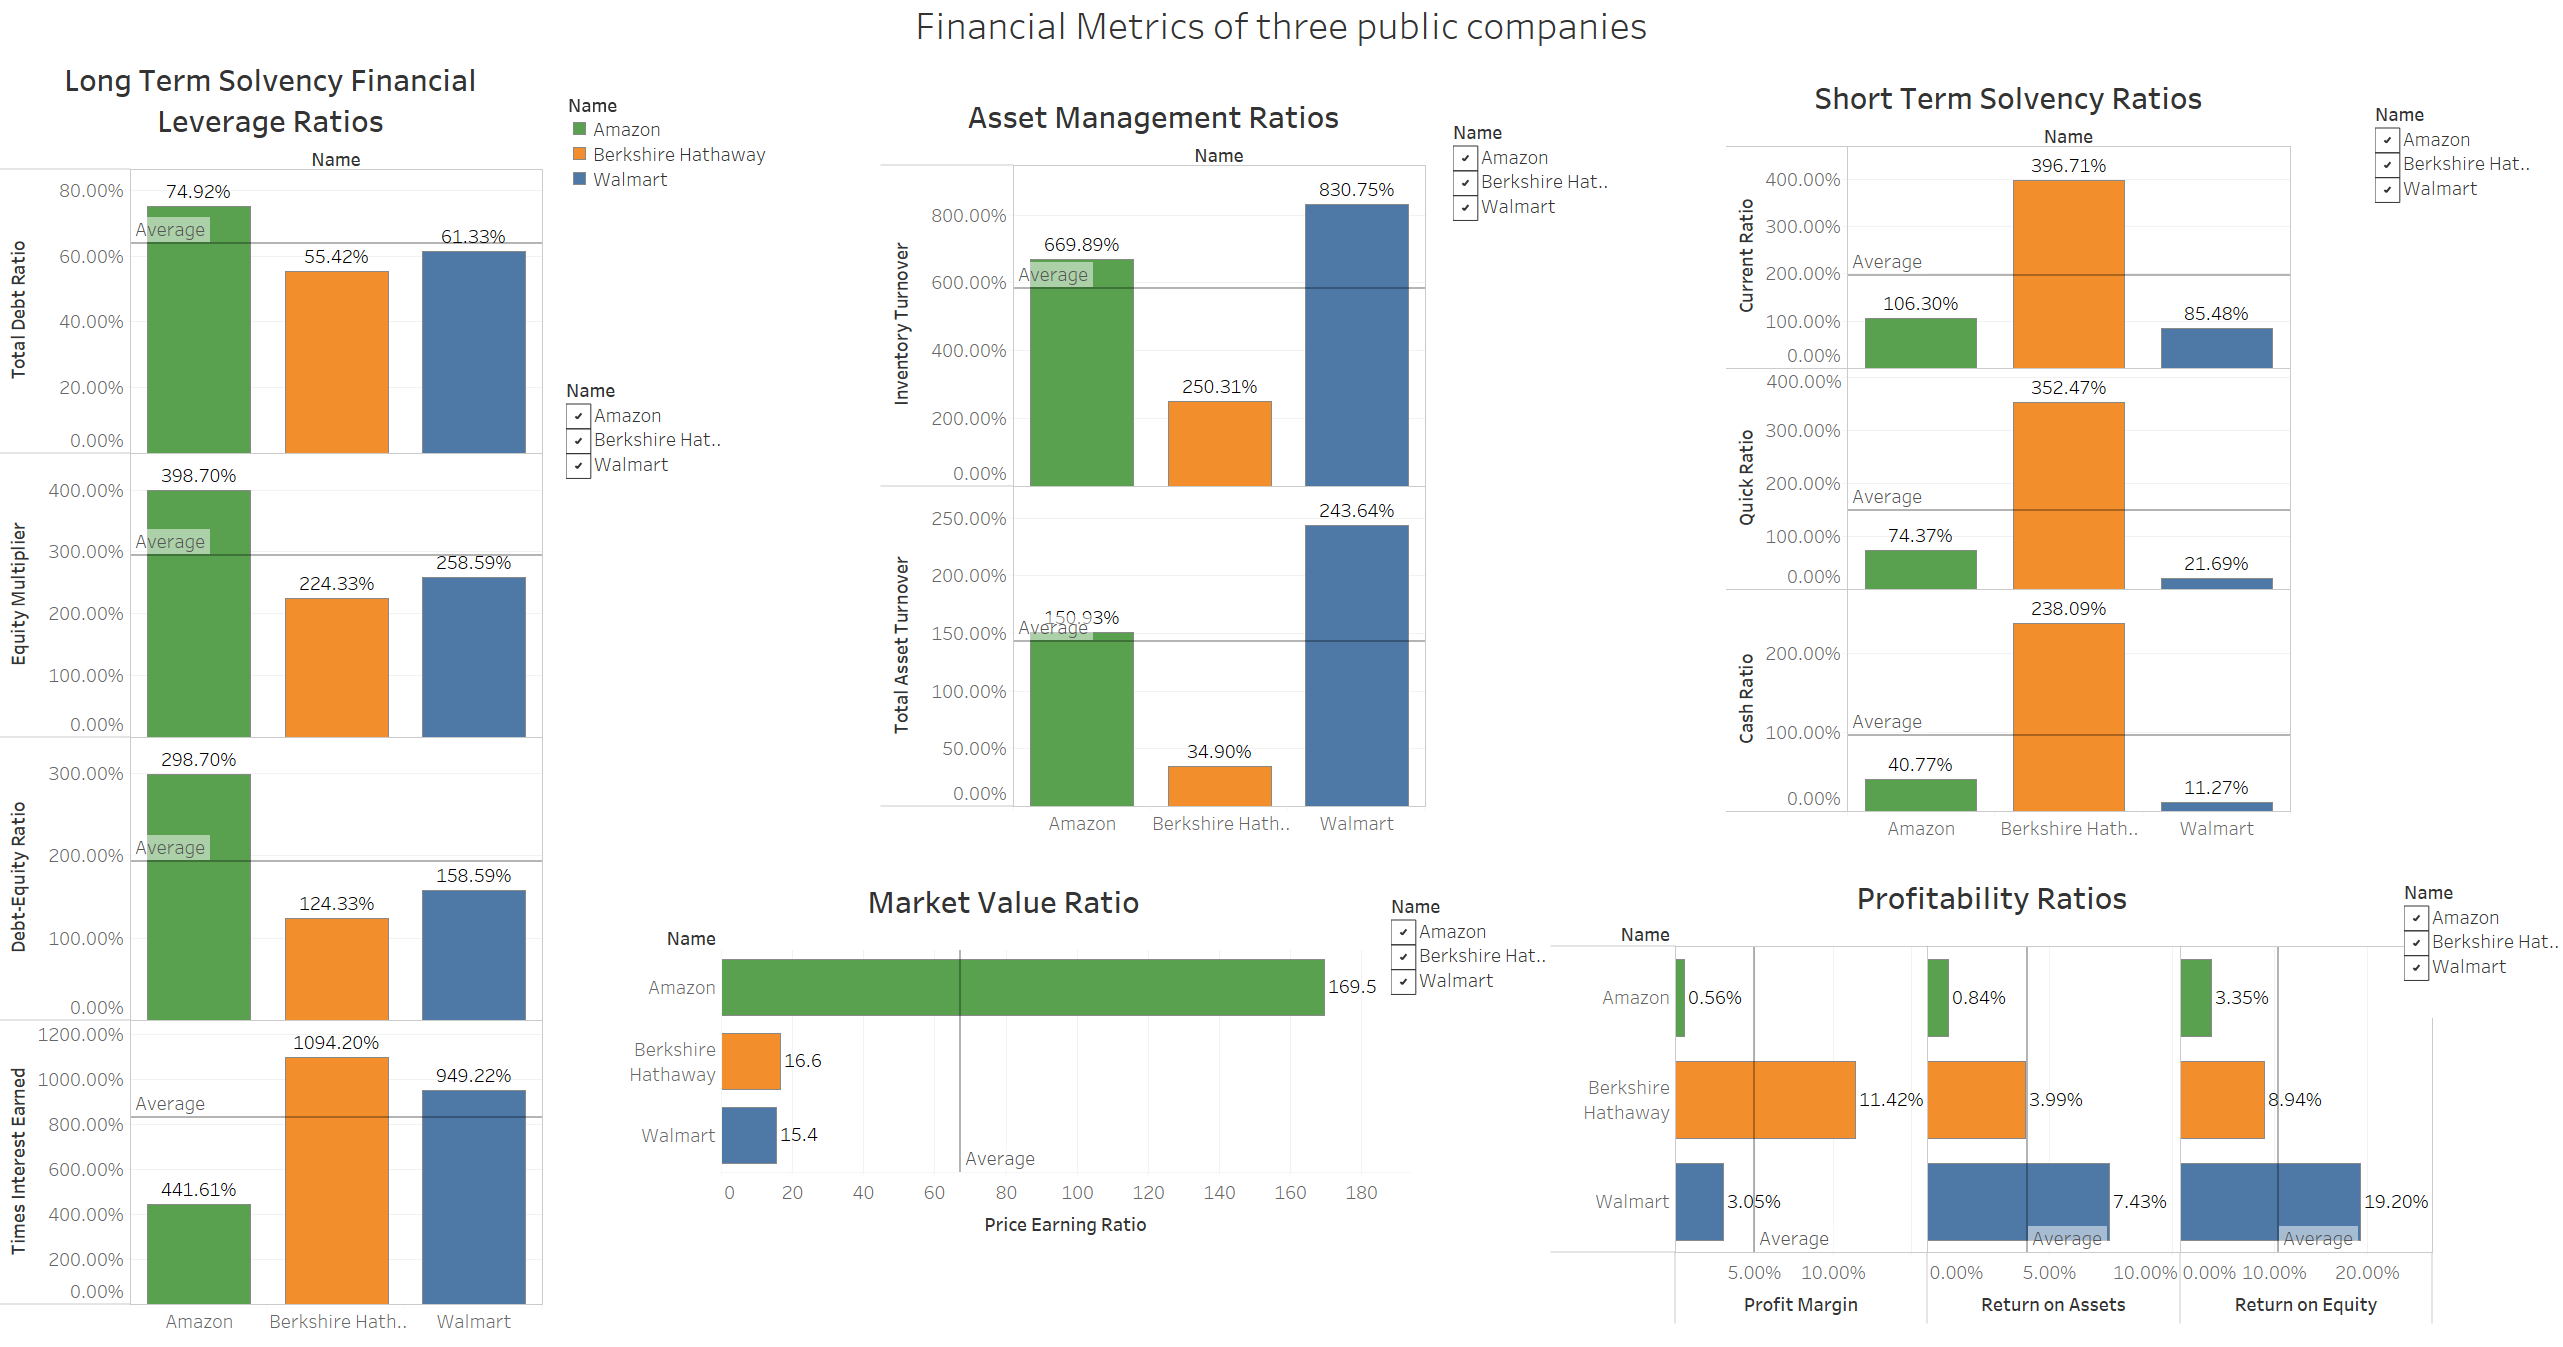 Financial Metrics of three public companies
Long Term Solvency Financial
Leverage Ratios
Name
80.00%
60.00%
40.00%
20.00%
0.00%
Total Debt Ratio
74.92%
Average
55.42%
61.33%
400.00%
300.00%
200.00%
100.00%
0.00%
Equity Multiplier
398.70%
Average
224.33%
258.59%
300.00%
200.00%
100.00%
0.00%
Debt-Equity Ratio
298.70%
Average
124.33%
158.59%
1200.00%
1000.00%
800.00%
600.00%
400.00%
200.00%
0.00%
Times Interest Earned
441.61%
Average
1094.20%
949.22%
Amazon
Berkshire Hath..
Walmart
Name
Amazon
Berkshire Hathaway
Walmart
Name
Amazon
Berkshire Hat..
Walmart
Asset Management Ratios
Name
800.00%
600.00%
400.00%
200.00%
0.00%
Inventory Turnover
669.89%
Average
250.31%
830.75%
250.00%
200.00%
150.00%
100.00%
50.00%
0.00%
Total Asset Turnover
150.93%
Average
34.90%
243.64%
Amazon
Berkshire Hath..
Walmart
Name
Amazon
Berkshire Hat..
Walmart
Short Term Solvency Ratios
Name
400.00%
300.00%
200.00%
100.00%
0.00%
Current Ratio
Average
106.30%
396.71%
85.48%
400.00%
300.00%
200.00%
100.00%
0.00%
Quick Ratio
Average
74.37%
352.47%
21.69%
200.00%
100.00%
0.00%
Cash Ratio
Average
40.77%
238.09%
11.27%
Amazon
Berkshire Hath..
Walmart
Name
Amazon
Berkshire Hat..
Walmart
Market Value Ratio
Name
Amazon
169.5
Berkshire
Hathaway
16.6
Walmart
15.4
Average
0 20 40 60 80 100 120 140 160 180
Price Earning Ratio
Name
Amazon
Berkshire Hat..
Walmart
Profitability Ratios
Name
Amazon
0.56%
0.84%
3.35%
Berkshire
Hathaway
11.42%
3.99%
8.94%
Walmart
3.05%
7.43%
19.20%
Average
Average
Average
5.00% 10.00%
0.00% 5.00% 10.00%
0.00% 10.00% 20.00%
Profit Margin
Return on Assets
Return on Equity
Name
Amazon
Berkshire Hat..
Walmart